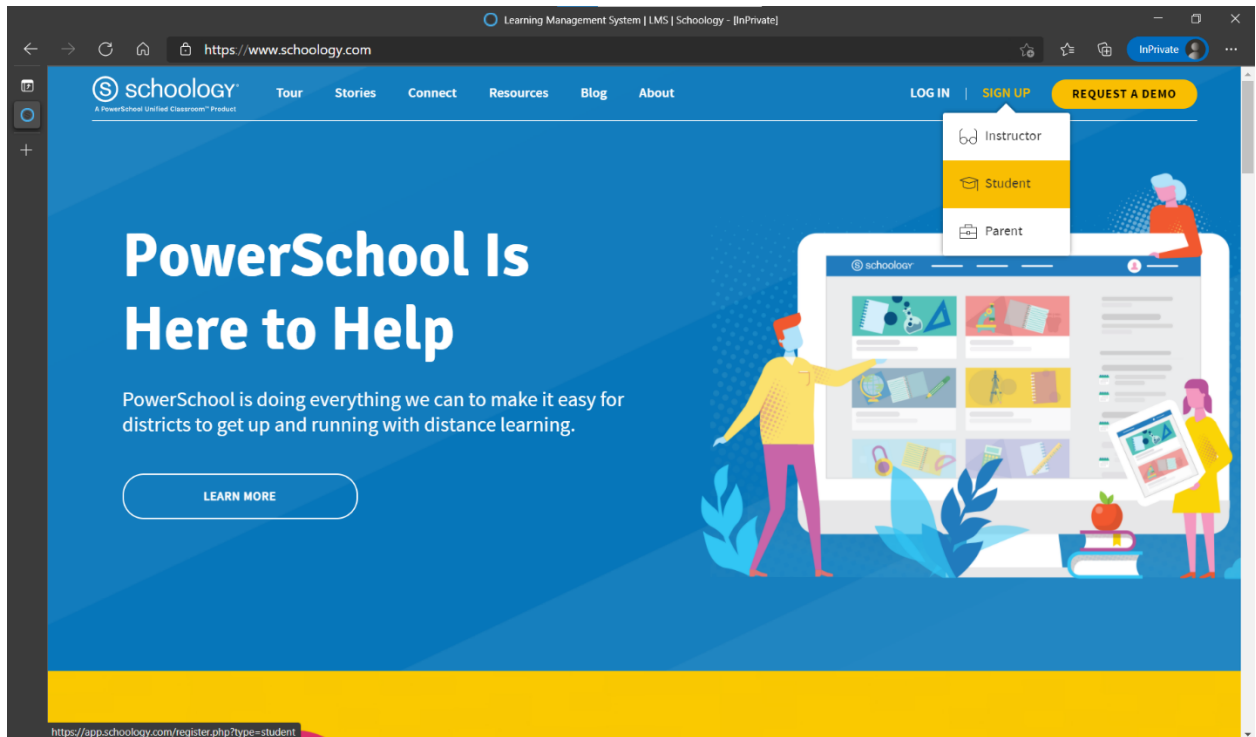 Learning Management System | LMS | Schoology - [InPrivate]
https://www.schoology.com
InPrivate
schoology
A PowerSchool Unified Classroom™ Product
Tour Stories Connect Resources Blog About
LOG IN | SIGN UP
REQUEST A DEMO
Instructor
Student
Parent
PowerSchool Is
Here to Help
PowerSchool is doing everything we can to make it easy for
districts to get up and running with distance learning.
LEARN MORE
schoology
https://app.schoology.com/register.php?type=student